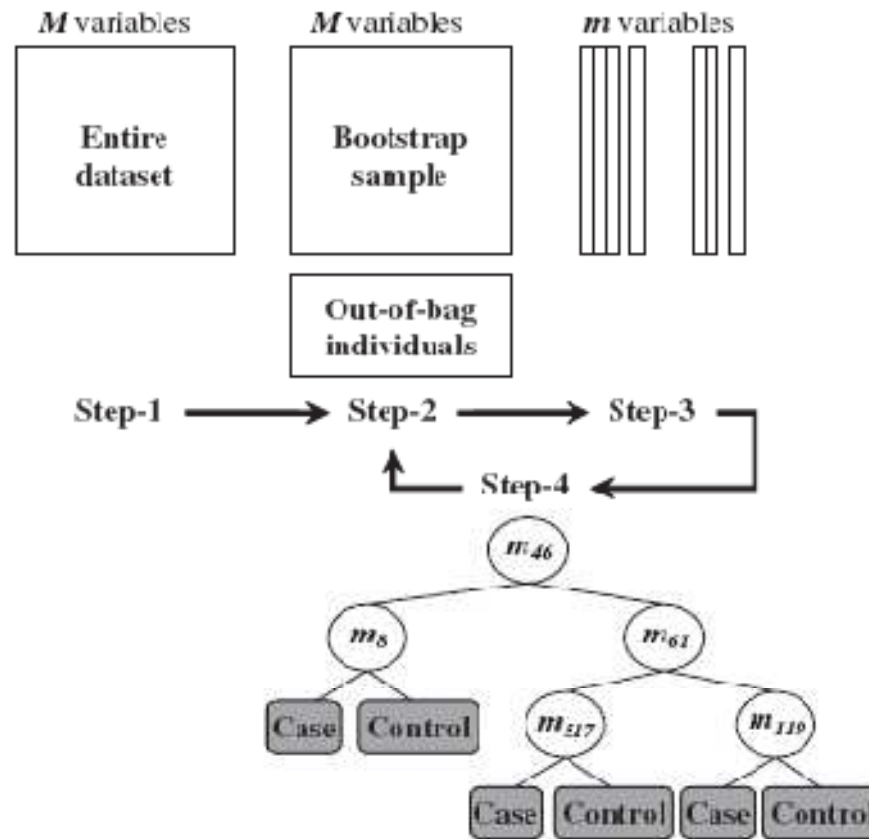 M variables M variables m variables
Entire
dataset
Bootstrap
sample
Out-of-bag
individuals
Step-1 Step-2 Step-3
Step-4
m46
m8 m61
Case Control m517 m119
Case Control Case Control